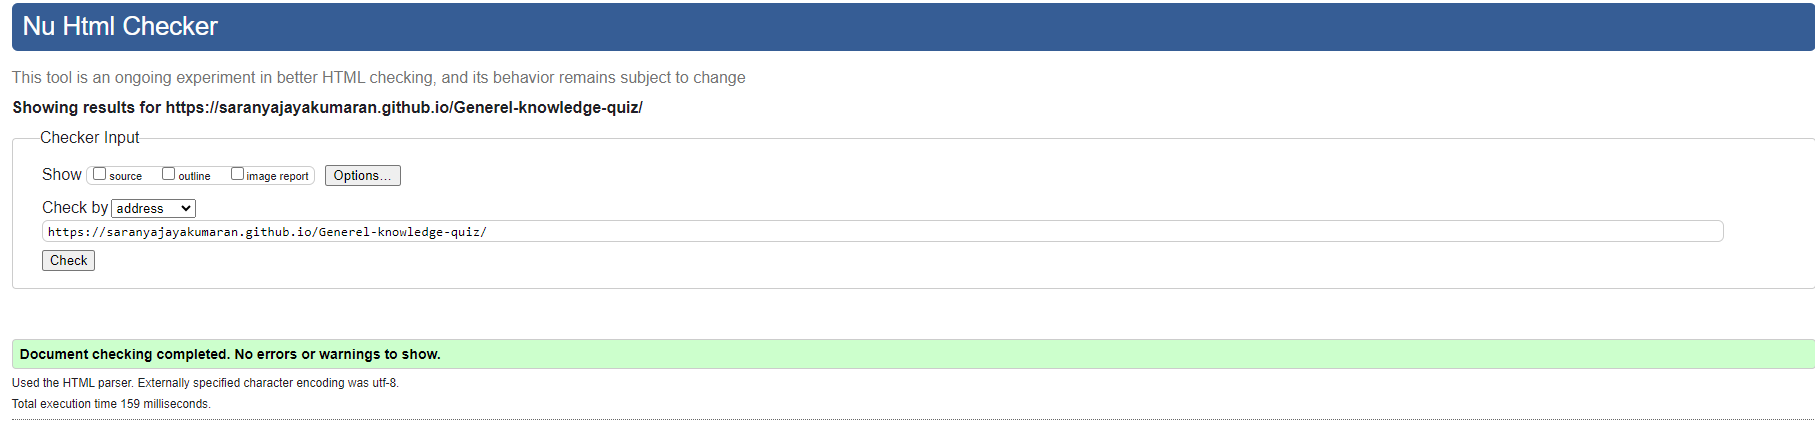 Nu Html Checker
This tool is an ongoing experiment in better HTML checking, and its behavior remains subject to change
Showing results for https://saranyajayakumaran.github.io/Generel-knowledge-quiz/
Checker Input
Show source outline image report Options...
Check by address
https://saranyajayakumaran.github.io/Generel-knowledge-quiz/
Check
Document checking completed. No errors or warnings to show.
Used the HTML parser. Externally specified character encoding was utf-8.
Total execution time 159 milliseconds.